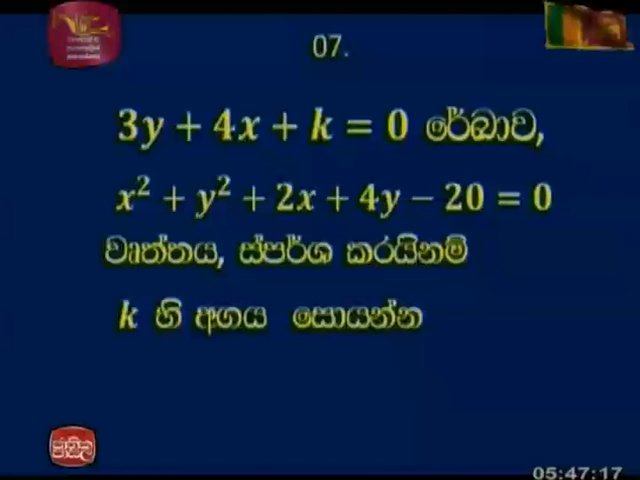 07.
3y + 4x + k = 0 රේඛාව,
x² + y² + 2x + 4y − 20 = 0
වෘත්තය, ස්පර්ශ කරයිනම්
k හි අගය සොයන්න
05:47:17